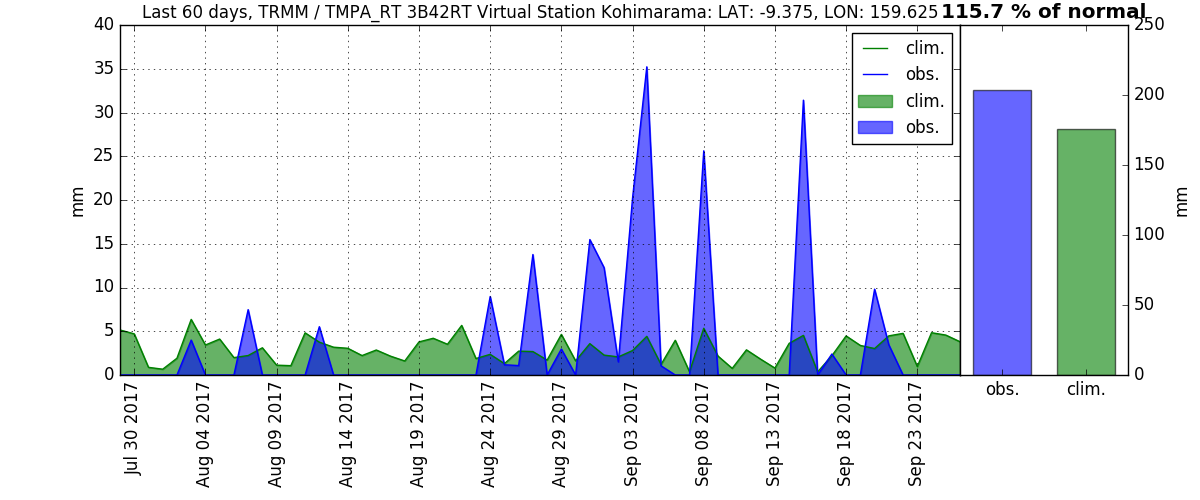 Last 60 days, TRMM / TMPA_RT 3B42RT Virtual Station Kohimarama: LAT: -9.375, LON: 159.625 115.7 % of normal
40
35
30
25
20
15
10
5
0
mm
clim.
obs.
clim.
obs.
Jul 30 2017
Aug 04 2017
Aug 09 2017
Aug 14 2017
Aug 19 2017
Aug 24 2017
Aug 29 2017
Sep 03 2017
Sep 08 2017
Sep 13 2017
Sep 18 2017
Sep 23 2017
250
200
150
100
50
0
mm
obs.
clim.